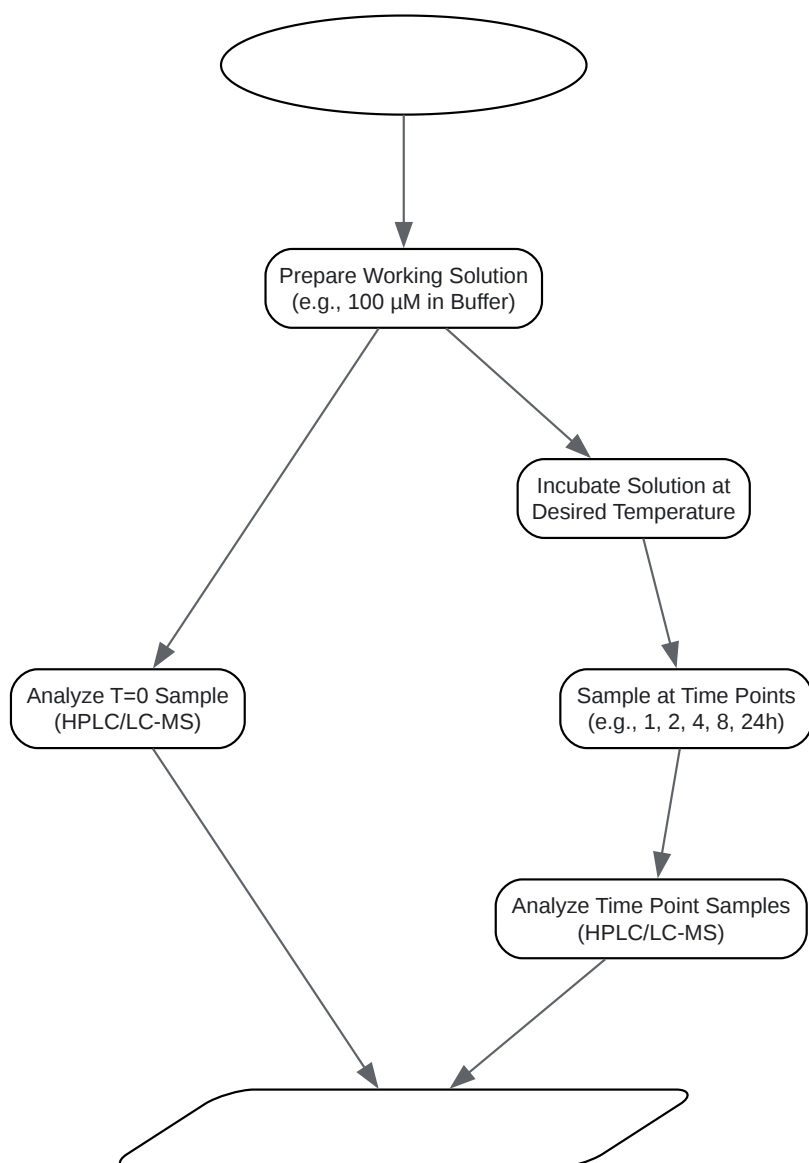 Prepare Working Solution
(e.g., 100 µM in Buffer)
Incubate Solution at
Desired Temperature
Analyze T=0 Sample
(HPLC/LC-MS)
Sample at Time Points
(e.g., 1, 2, 4, 8, 24h)
Analyze Time Point Samples
(HPLC/LC-MS)